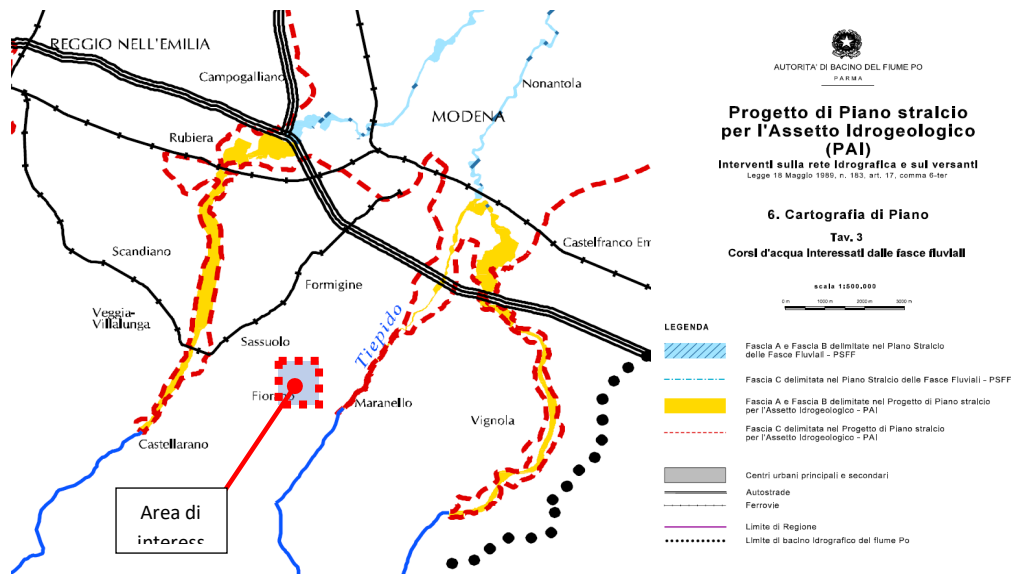 REGGIO NELL'EMILIA
Campogalliano
Nonantola
MODENA
Rubiera
Castelfranco Em
Scandiano
Formigine
Veggia-
Villalunga
Sassuolo
Tiepido
Fior
Maranello
Vignola
Castellarano
Area di
interess
AUTORITA' DI BACINO DEL FIUME PO
PARMA
Progetto di Piano stralcio
per l'Assetto Idrogeologico
(PAI)
Interventi sulla rete Idrografica e sui versanti
Legge 18 Maggio 1989, n. 183, art. 17, comma 6-ter
6. Cartografia di Piano
Tav. 3
Corsi d'acqua Interessati dalle fasce fluviali
scala 1:500.000
0 m 1000 m 2000 m 3000 m
LEGENDA
Fascia A e Fascia B delimitate nel Piano Stralcio
delle Fasce Fluviali - PSFF
Fascia C delimitata nel Piano Stralcio delle Fasce Fluviali - PSFF
Fascia A e Fascia B delimitate nel Progetto di Piano stralcio
per l'Assetto Idrogeologico - PAI
Fascia C delimitata nel Progetto di Piano stralcio
per l'Assetto Idrogeologico - PAI
Centri urbani principali e secondari
Autostrade
Ferrovie
Limite di Regione
Limite di bacino Idrografico del fiume Po